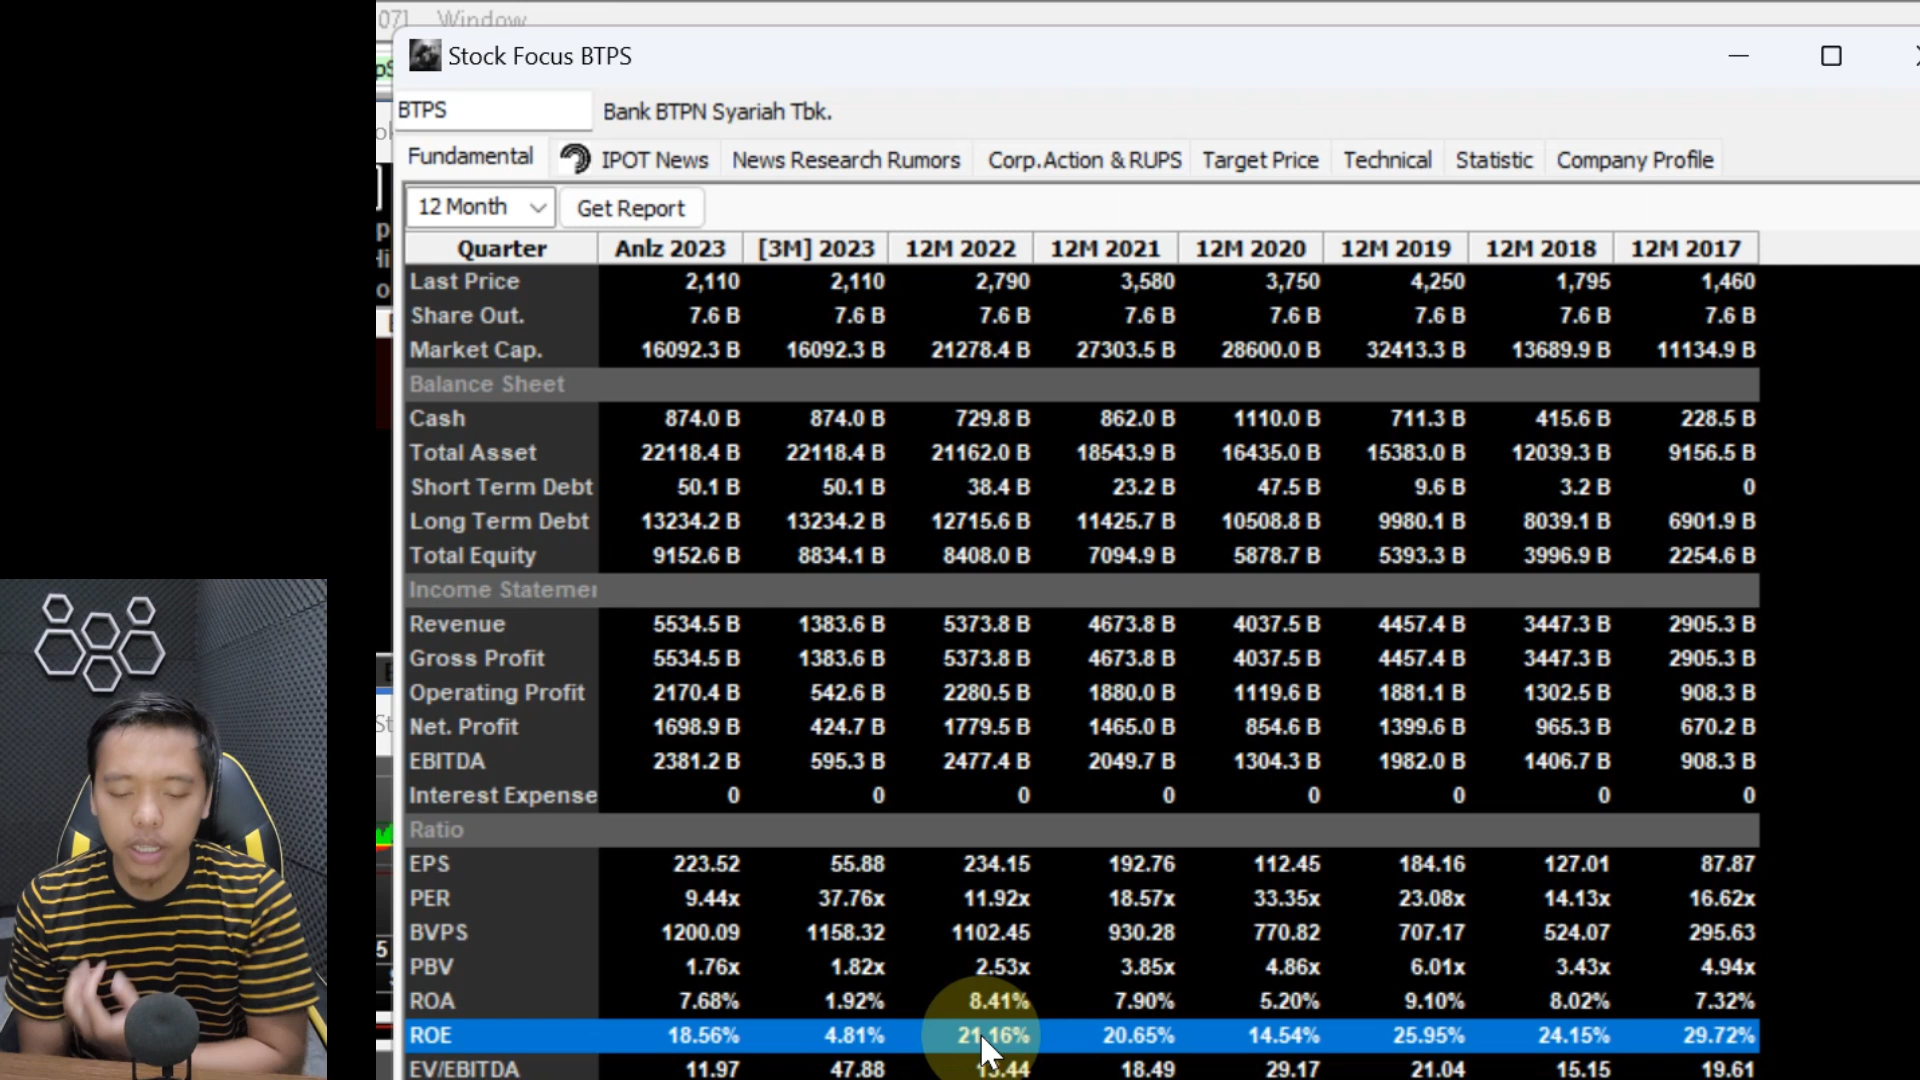 07] Window
Stock Focus BTPS
BTPS Bank BTPN Syariah Tbk.
Fundamental IPOT News News Research Rumors Corp.Action & RUPS Target Price Technical Statistic Company Profile
12 Month Get Report
Quarter Anlz 2023 [3M] 2023 12M 2022 12M 2021 12M 2020 12M 2019 12M 2018 12M 2017
Last Price 2,110 2,110 2,790 3,580 3,750 4,250 1,795 1,460
Share Out. 7.6 B 7.6 B 7.6 B 7.6 B 7.6 B 7.6 B 7.6 B 7.6 B
Market Cap. 16092.3 B 16092.3 B 21278.4 B 27303.5 B 28600.0 B 32413.3 B 13689.9 B 11134.9 B
Balance Sheet
Cash 874.0 B 874.0 B 729.8 B 862.0 B 1110.0 B 711.3 B 415.6 B 228.5 B
Total Asset 22118.4 B 22118.4 B 21162.0 B 18543.9 B 16435.0 B 15383.0 B 12039.3 B 9156.5 B
Short Term Debt 50.1 B 50.1 B 38.4 B 23.2 B 47.5 B 9.6 B 3.2 B 0
Long Term Debt 13234.2 B 13234.2 B 12715.6 B 11425.7 B 10508.8 B 9980.1 B 8039.1 B 6901.9 B
Total Equity 9152.6 B 8834.1 B 8408.0 B 7094.9 B 5878.7 B 5393.3 B 3996.9 B 2254.6 B
Income Statemer
Revenue 5534.5 B 1383.6 B 5373.8 B 4673.8 B 4037.5 B 4457.4 B 3447.3 B 2905.3 B
Gross Profit 5534.5 B 1383.6 B 5373.8 B 4673.8 B 4037.5 B 4457.4 B 3447.3 B 2905.3 B
Operating Profit 2170.4 B 542.6 B 2280.5 B 1880.0 B 1119.6 B 1881.1 B 1302.5 B 908.3 B
Net. Profit 1698.9 B 424.7 B 1779.5 B 1465.0 B 854.6 B 1399.6 B 965.3 B 670.2 B
EBITDA 2381.2 B 595.3 B 2477.4 B 2049.7 B 1304.3 B 1982.0 B 1406.7 B 908.3 B
Interest Expense 0 0 0 0 0 0 0 0
Ratio
EPS 223.52 55.88 234.15 192.76 112.45 184.16 127.01 87.87
PER 9.44x 37.76x 11.92x 18.57x 33.35x 23.08x 14.13x 16.62x
BVPS 1200.09 1158.32 1102.45 930.28 770.82 707.17 524.07 295.63
PBV 1.76x 1.82x 2.53x 3.85x 4.86x 6.01x 3.43x 4.94x
ROA 7.68% 1.92% 8.41% 7.90% 5.20% 9.10% 8.02% 7.32%
ROE 18.56% 4.81% 21.16% 20.65% 14.54% 25.95% 24.15% 29.72%
EV/EBITDA 11.97 47.88 18.49 29.17 21.04 15.15 19.61